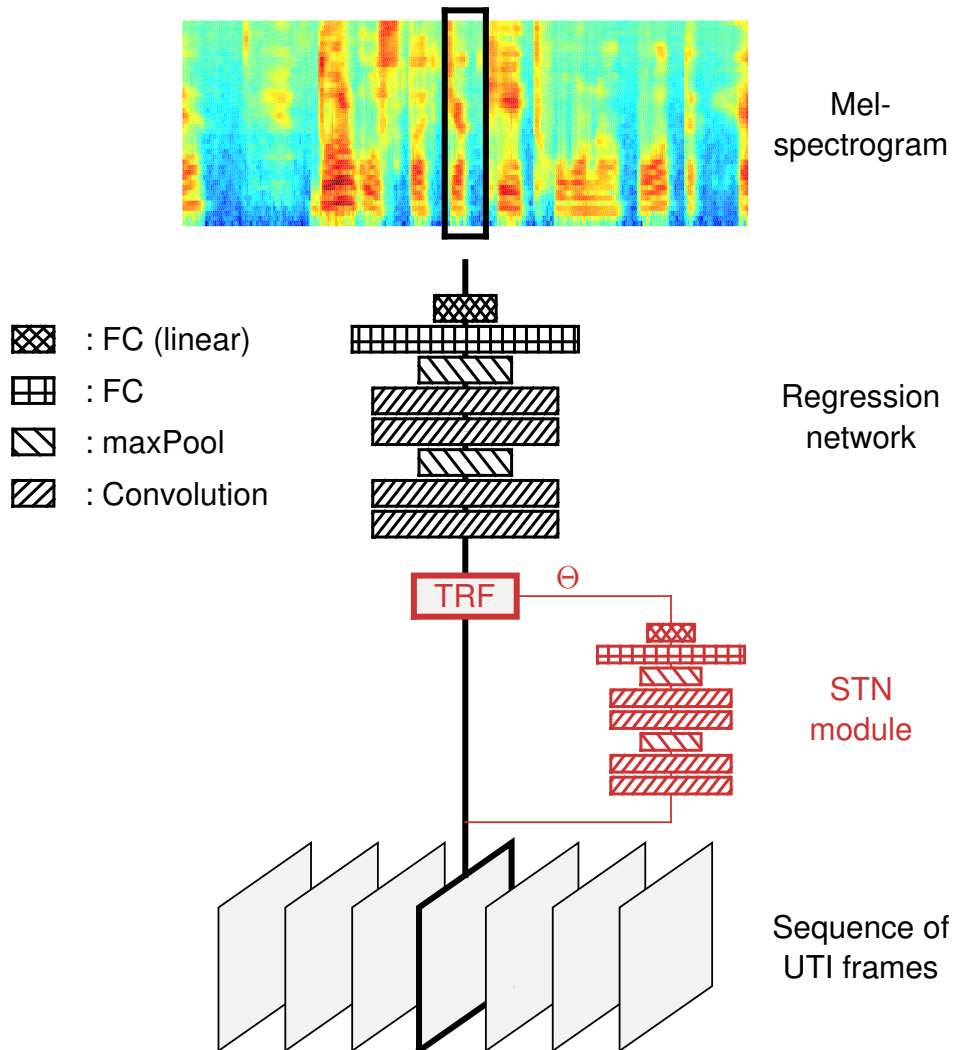 Mel-
spectrogram
: FC (linear)
: FC
: maxPool
: Convolution
Regression
network
TRF
Θ
STN
module
Sequence of
UTI frames